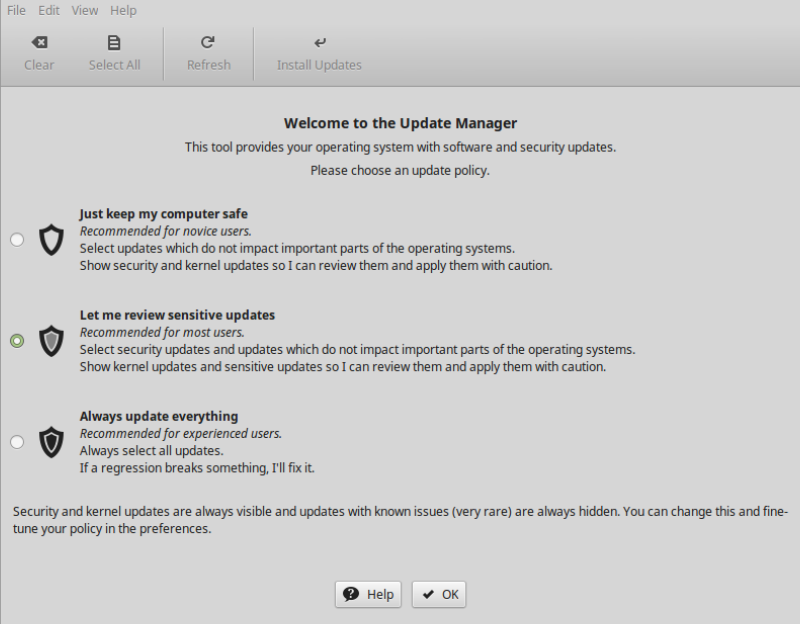 File Edit View Help
Clear Select All Refresh Install Updates
Welcome to the Update Manager
This tool provides your operating system with software and security updates.
Please choose an update policy.
Just keep my computer safe
Recommended for novice users.
Select updates which do not impact important parts of the operating systems.
Show security and kernel updates so I can review them and apply them with caution.
Let me review sensitive updates
Recommended for most users.
Select security updates and updates which do not impact important parts of the operating systems.
Show kernel updates and sensitive updates so I can review them and apply them with caution.
Always update everything
Recommended for experienced users.
Always select all updates.
If a regression breaks something, I'll fix it.
Security and kernel updates are always visible and updates with known issues (very rare) are always hidden. You can change this and fine-
tune your policy in the preferences.
Help OK